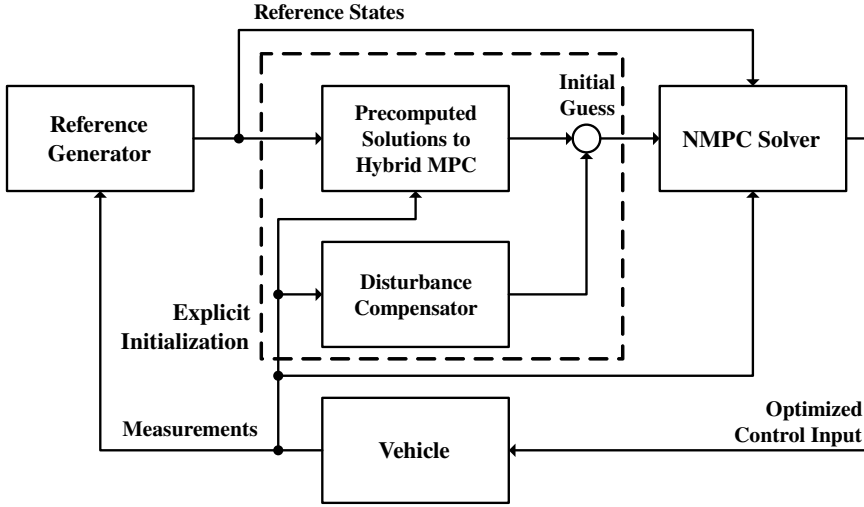 Reference States
Reference
Generator
Precomputed
Solutions to
Hybrid MPC
Initial
Guess
NMPC Solver
Disturbance
Compensator
Explicit
Initialization
Measurements
Vehicle
Optimized
Control Input